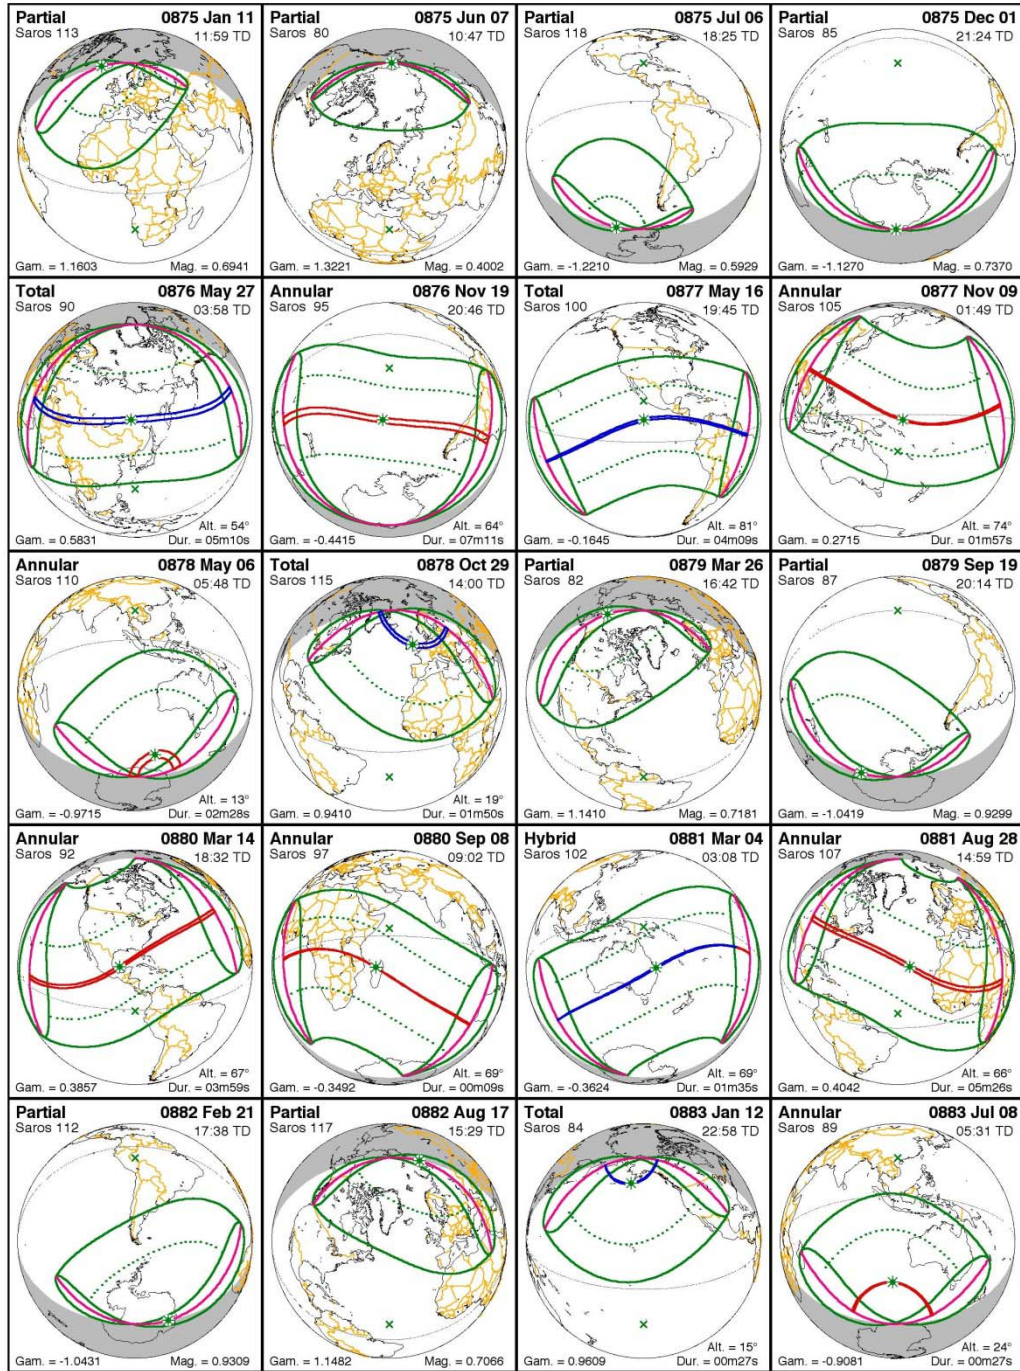 Partial 0875 Jan 11
Saros 113 11:59 TD
Gam. = 1.1603 Mag. = 0.6941
Partial 0875 Jun 07
Saros 80 10:47 TD
Gam. = 1.3221 Mag. = 0.4002
Partial 0875 Jul 06
Saros 118 18:25 TD
Gam. = -1.2210 Mag. = 0.5929
Partial 0875 Dec 01
Saros 85 21:24 TD
Gam. = -1.1270 Mag. = 0.7370
Total 0876 May 27
Saros 90 03:58 TD
Alt. = 54°
Gam. = 0.5831 Dur. = 05m10s
Annular 0876 Nov 19
Saros 95 20:46 TD
Alt. = 64°
Gam. = -0.4415 Dur. = 07m11s
Total 0877 May 16
Saros 100 19:45 TD
Alt. = 81°
Gam. = -0.1645 Dur. = 04m09s
Annular 0877 Nov 09
Saros 105 01:49 TD
Alt. = 74°
Gam. = 0.2715 Dur. = 01m57s
Annular 0878 May 06
Saros 110 05:48 TD
Alt. = 13°
Gam. = -0.9715 Dur. = 02m28s
Total 0878 Oct 29
Saros 115 14:00 TD
Alt. = 19°
Gam. = 0.9410 Dur. = 01m50s
Partial 0879 Mar 26
Saros 82 16:42 TD
Gam. = 1.1410 Mag. = 0.7181
Partial 0879 Sep 19
Saros 87 20:14 TD
Gam. = -1.0419 Mag. = 0.9299
Annular 0880 Mar 14
Saros 92 18:32 TD
Alt. = 67°
Gam. = 0.3857 Dur. = 03m59s
Annular 0880 Sep 08
Saros 97 09:02 TD
Alt. = 69°
Gam. = -0.3492 Dur. = 00m09s
Hybrid 0881 Mar 04
Saros 102 03:08 TD
Alt. = 69°
Gam. = -0.3624 Dur. = 01m35s
Annular 0881 Aug 28
Saros 107 14:59 TD
Alt. = 66°
Gam. = 0.4042 Dur. = 05m26s
Partial 0882 Feb 21
Saros 112 17:38 TD
Gam. = -1.0431 Mag. = 0.9309
Partial 0882 Aug 17
Saros 117 15:29 TD
Gam. = 1.1482 Mag. = 0.7066
Total 0883 Jan 12
Saros 84 22:58 TD
Alt. = 15°
Gam. = 0.9609 Dur. = 00m27s
Annular 0883 Jul 08
Saros 89 05:31 TD
Alt. = 24°
Gam. = -0.9081 Dur. = 00m27s